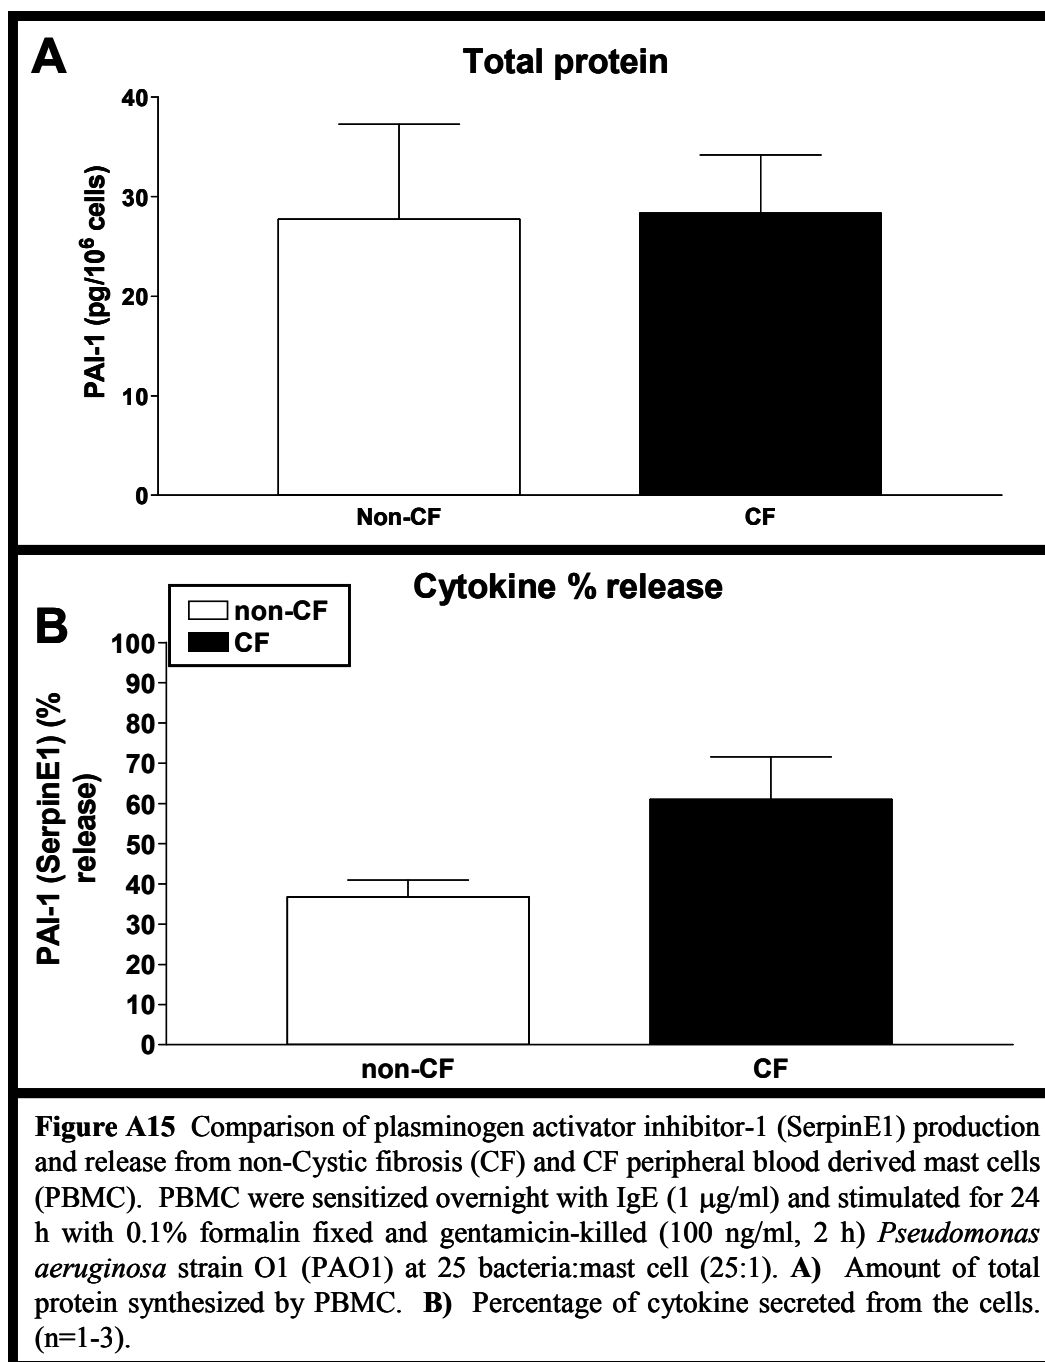 A
Total protein
PAI-1 (pg/10⁶ cells)
40
30
20
10
0
Non-CF
CF
B
Cytokine % release
non-CF
CF
PAI-1 (SerpinE1) (%
release)
100
90
80
70
60
50
40
30
20
10
0
non-CF
CF
Figure A15 Comparison of plasminogen activator inhibitor-1 (SerpinE1) production
and release from non-Cystic fibrosis (CF) and CF peripheral blood derived mast cells
(PBMC). PBMC were sensitized overnight with IgE (1 µg/ml) and stimulated for 24
h with 0.1% formalin fixed and gentamicin-killed (100 ng/ml, 2 h) Pseudomonas
aeruginosa strain O1 (PAO1) at 25 bacteria:mast cell (25:1). A) Amount of total
protein synthesized by PBMC. B) Percentage of cytokine secreted from the cells.
(n=1-3).